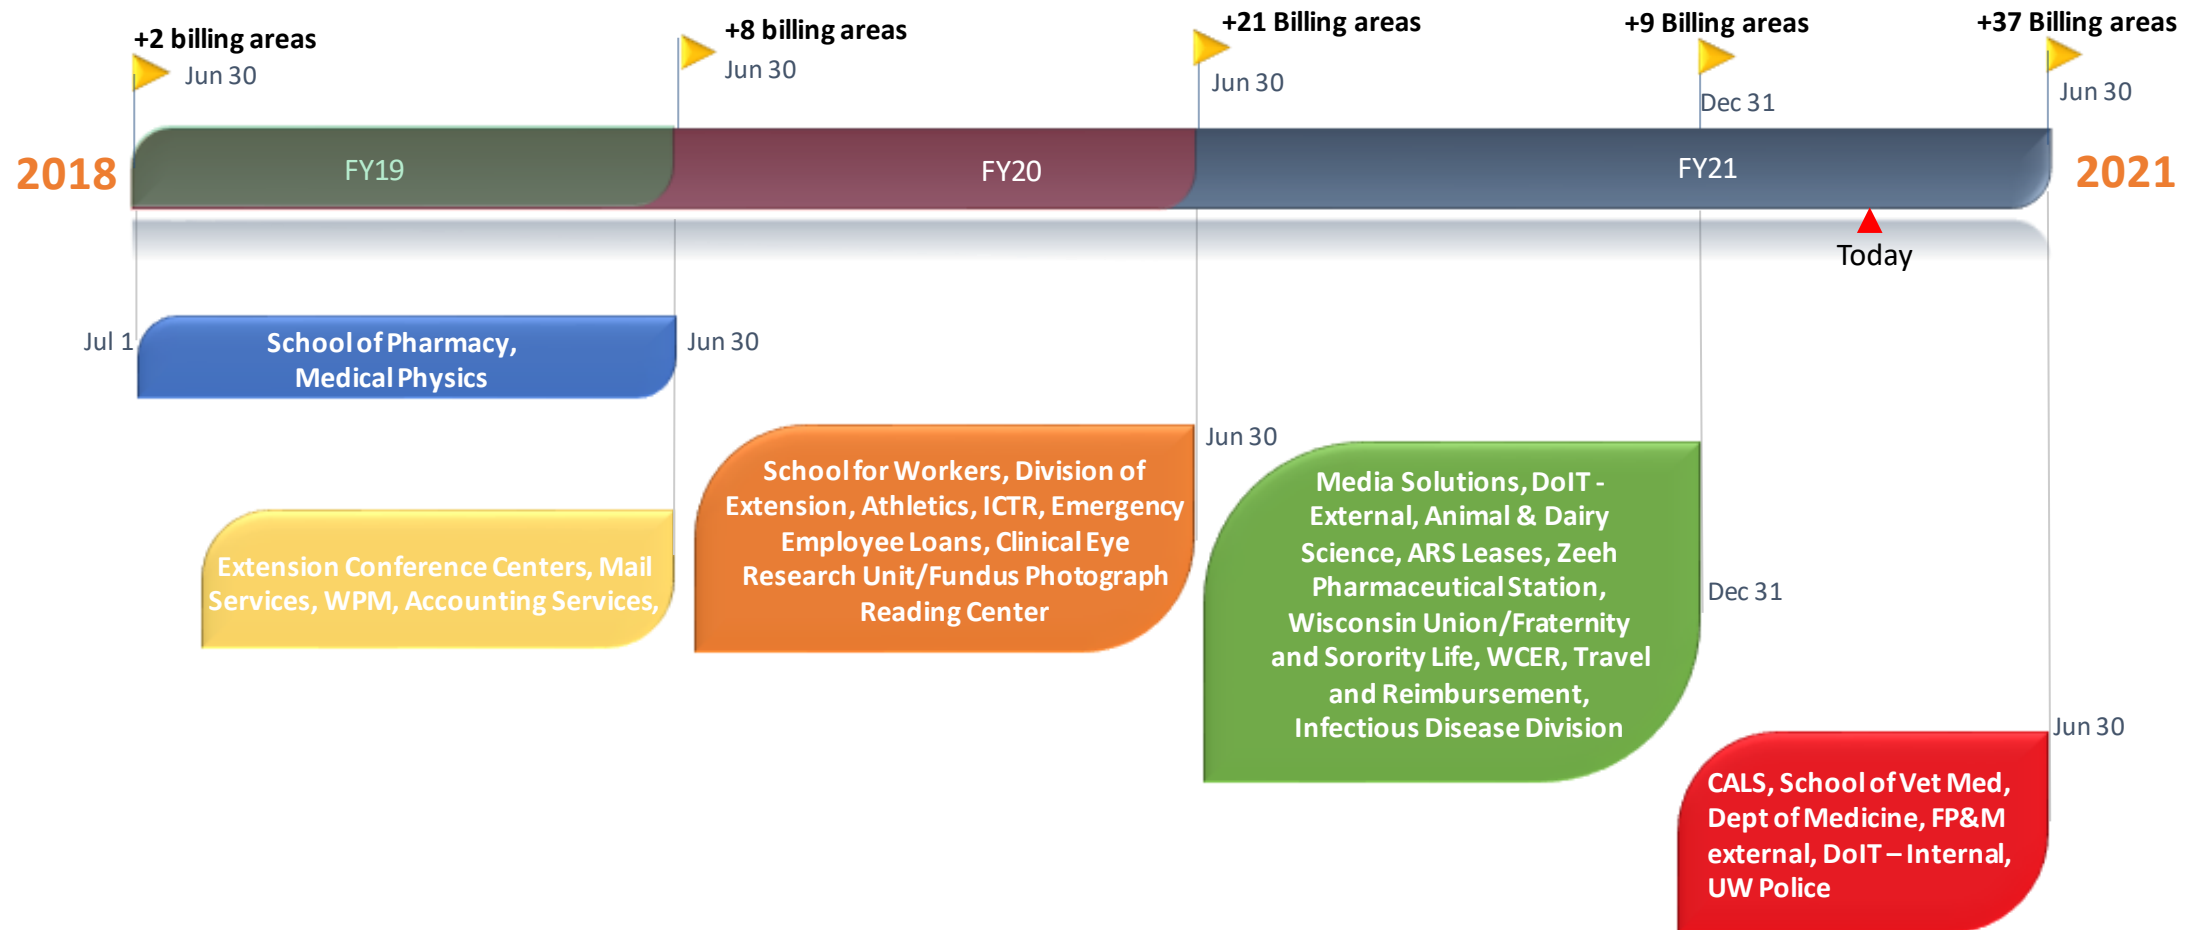 +2 billing areas
Jun 30
+8 billing areas
Jun 30
+21 Billing areas
Jun 30
+9 Billing areas
Dec 31
+37 Billing areas
Jun 30
2018
FY19
FY20
FY21
2021
Today
Jul 1
School of Pharmacy,
Medical Physics
Jun 30
Extension Conference Centers, Mail
Services, WPM, Accounting Services,
School for Workers, Division of
Extension, Athletics, ICTR, Emergency
Employee Loans, Clinical Eye
Research Unit/Fundus Photograph
Reading Center
Jun 30
Media Solutions, DoIT -
External, Animal & Dairy
Science, ARS Leases, Zeeh
Pharmaceutical Station,
Wisconsin Union/Fraternity
and Sorority Life, WCER, Travel
and Reimbursement,
Infectious Disease Division
Dec 31
CALS, School of Vet Med,
Dept of Medicine, FP&M
external, DoIT – Internal,
UW Police
Jun 30